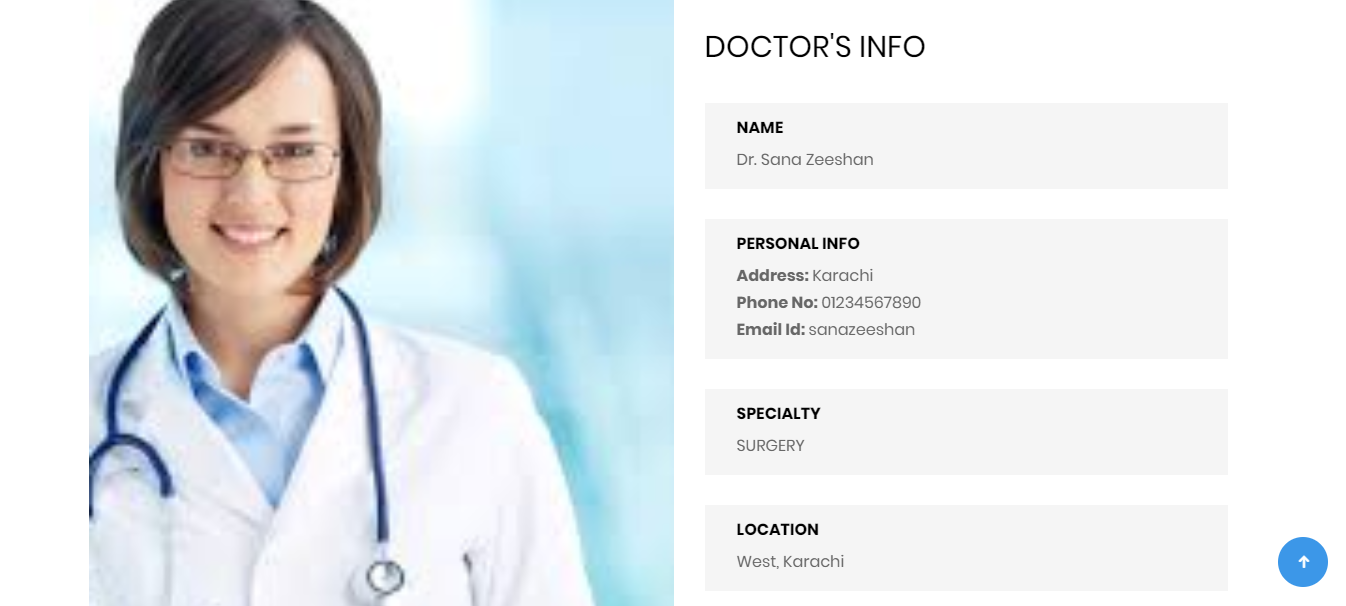 DOCTOR'S INFO
NAME
Dr. Sana Zeeshan
PERSONAL INFO
Address: Karachi
Phone No: 01234567890
Email Id: sanazeeshan
SPECIALTY
SURGERY
LOCATION
West, Karachi